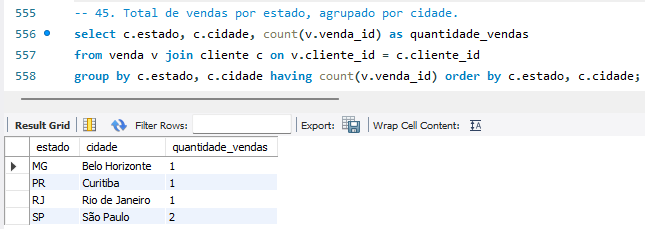 555 -- 45. Total de vendas por estado, agrupado por cidade.
556 select c.estado, c.cidade, count(v.venda_id) as quantidade_vendas
557 from venda v join cliente c on v.cliente_id = c.cliente_id
558 group by c.estado, c.cidade having count(v.venda_id) order by c.estado, c.cidade;
Result Grid Filter Rows: Export: Wrap Cell Content:
estado cidade quantidade_vendas
MG Belo Horizonte 1
PR Curitiba 1
RJ Rio de Janeiro 1
SP São Paulo 2